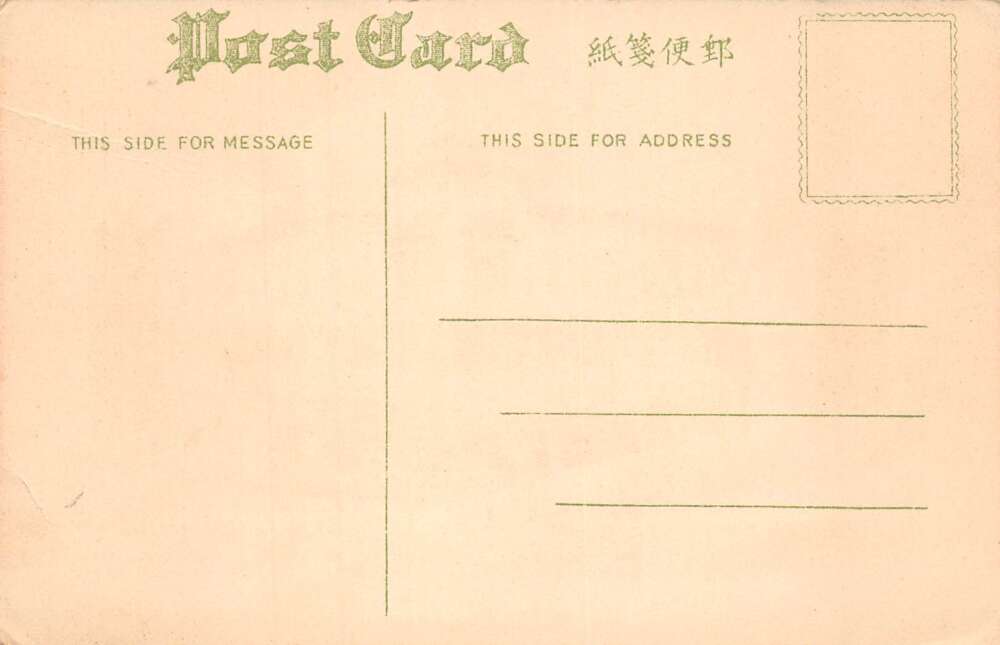 Post Card 紙箋便郵
THIS SIDE FOR MESSAGE
THIS SIDE FOR ADDRESS